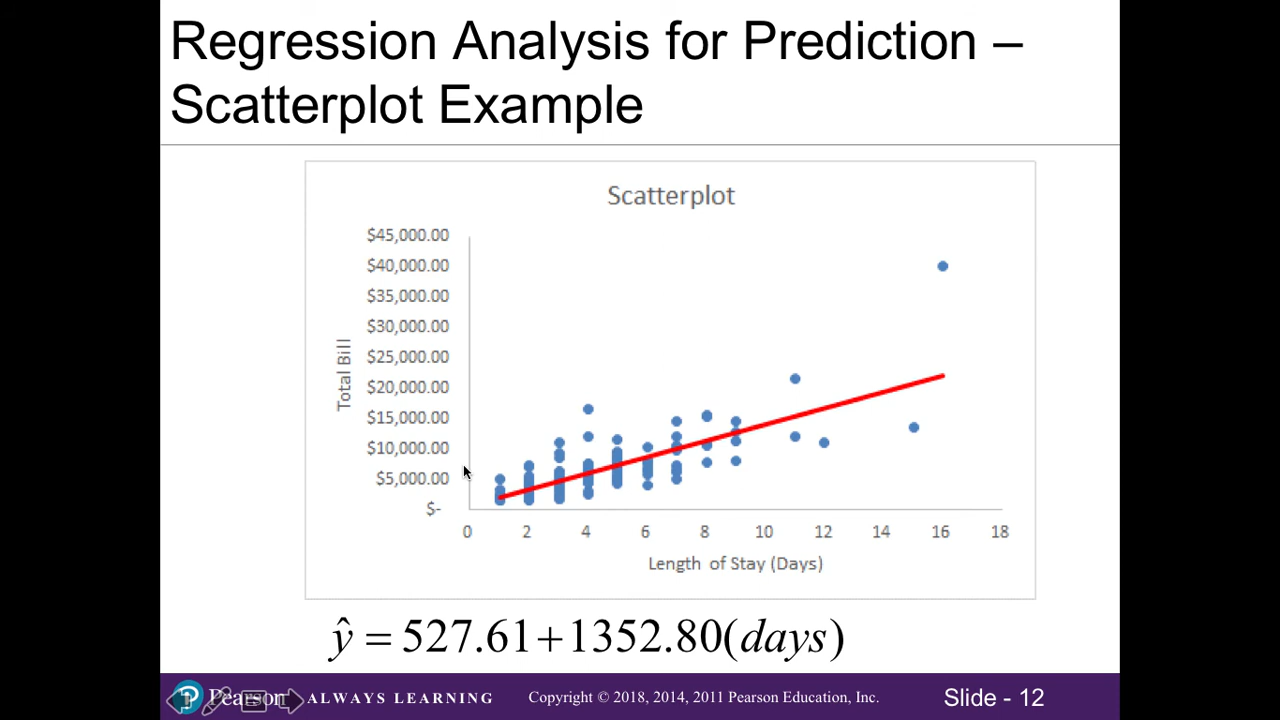 Regression Analysis for Prediction –
Scatterplot Example
Scatterplot
$45,000.00
$40,000.00
$35,000.00
$30,000.00
$25,000.00
$20,000.00
$15,000.00
$10,000.00
$5,000.00
$-
Total Bill
0 2 4 6 8 10 12 14 16 18
Length of Stay (Days)
ŷ = 527.61+1352.80(days)
Pearson ALWAYS LEARNING Copyright © 2018, 2014, 2011 Pearson Education, Inc. Slide - 12